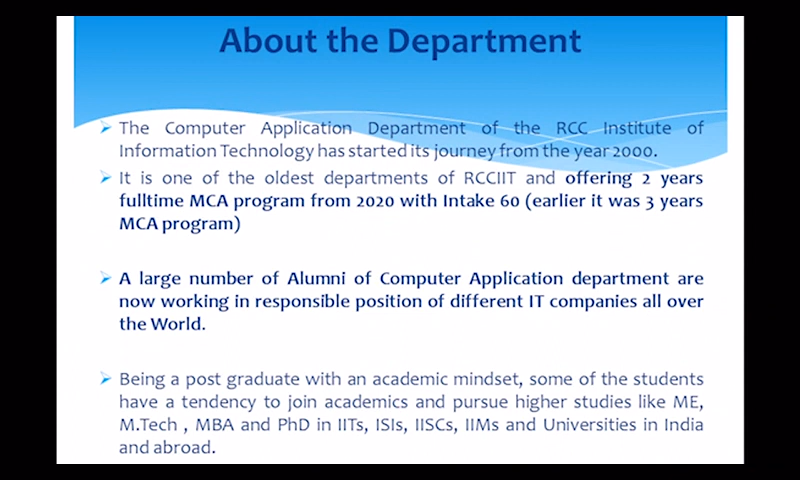 About the Department
The Computer Application Department of the RCC Institute of
Information Technology has started its journey from the year 2000.
It is one of the oldest departments of RCCIIT and offering 2 years
fulltime MCA program from 2020 with Intake 60 (earlier it was 3 years
MCA program)
A large number of Alumni of Computer Application department are
now working in responsible position of different IT companies all over
the World.
Being a post graduate with an academic mindset, some of the students
have a tendency to join academics and pursue higher studies like ME,
M.Tech , MBA and PhD in IITs, ISIs, IISCs, IIMs and Universities in India
and abroad.